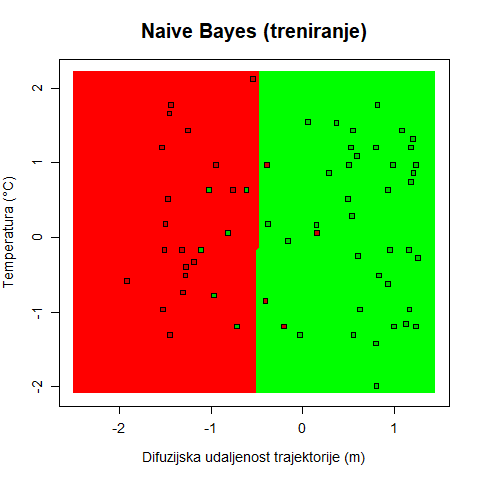 Naive Bayes (treniranje)
Temperatura (°C)
2
1
0
-1
-2
-2 -1 0 1
Difuzijska udaljenost trajektorije (m)